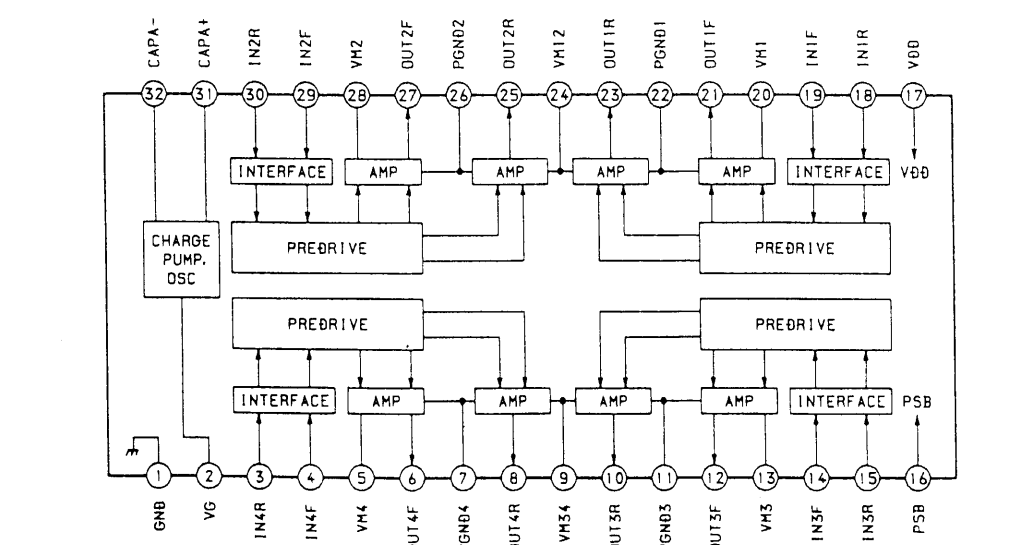 CAPA-
CAPA+
IN2R
IN2F
VM2
OUT2F
PGND2
OUT2R
VM12
OUT1R
PGND1
OUT1F
VM1
IN1F
IN1R
VDD
32
31
30
29
28
27
26
25
24
23
22
21
20
19
18
17
INTERFACE
AMP
AMP
AMP
AMP
INTERFACE
VDD
CHARGE
PUMP.
OSC
PREDRIVE
PREDRIVE
PREDRIVE
PREDRIVE
INTERFACE
AMP
AMP
AMP
AMP
INTERFACE
PSB
1
2
3
4
5
6
7
8
9
10
11
12
13
14
15
16
GND
VG
IN4R
IN4F
VM4
OUT4F
PGND4
OUT4R
VM34
OUT3R
PGND3
OUT3F
VM3
IN3F
IN3R
PSB